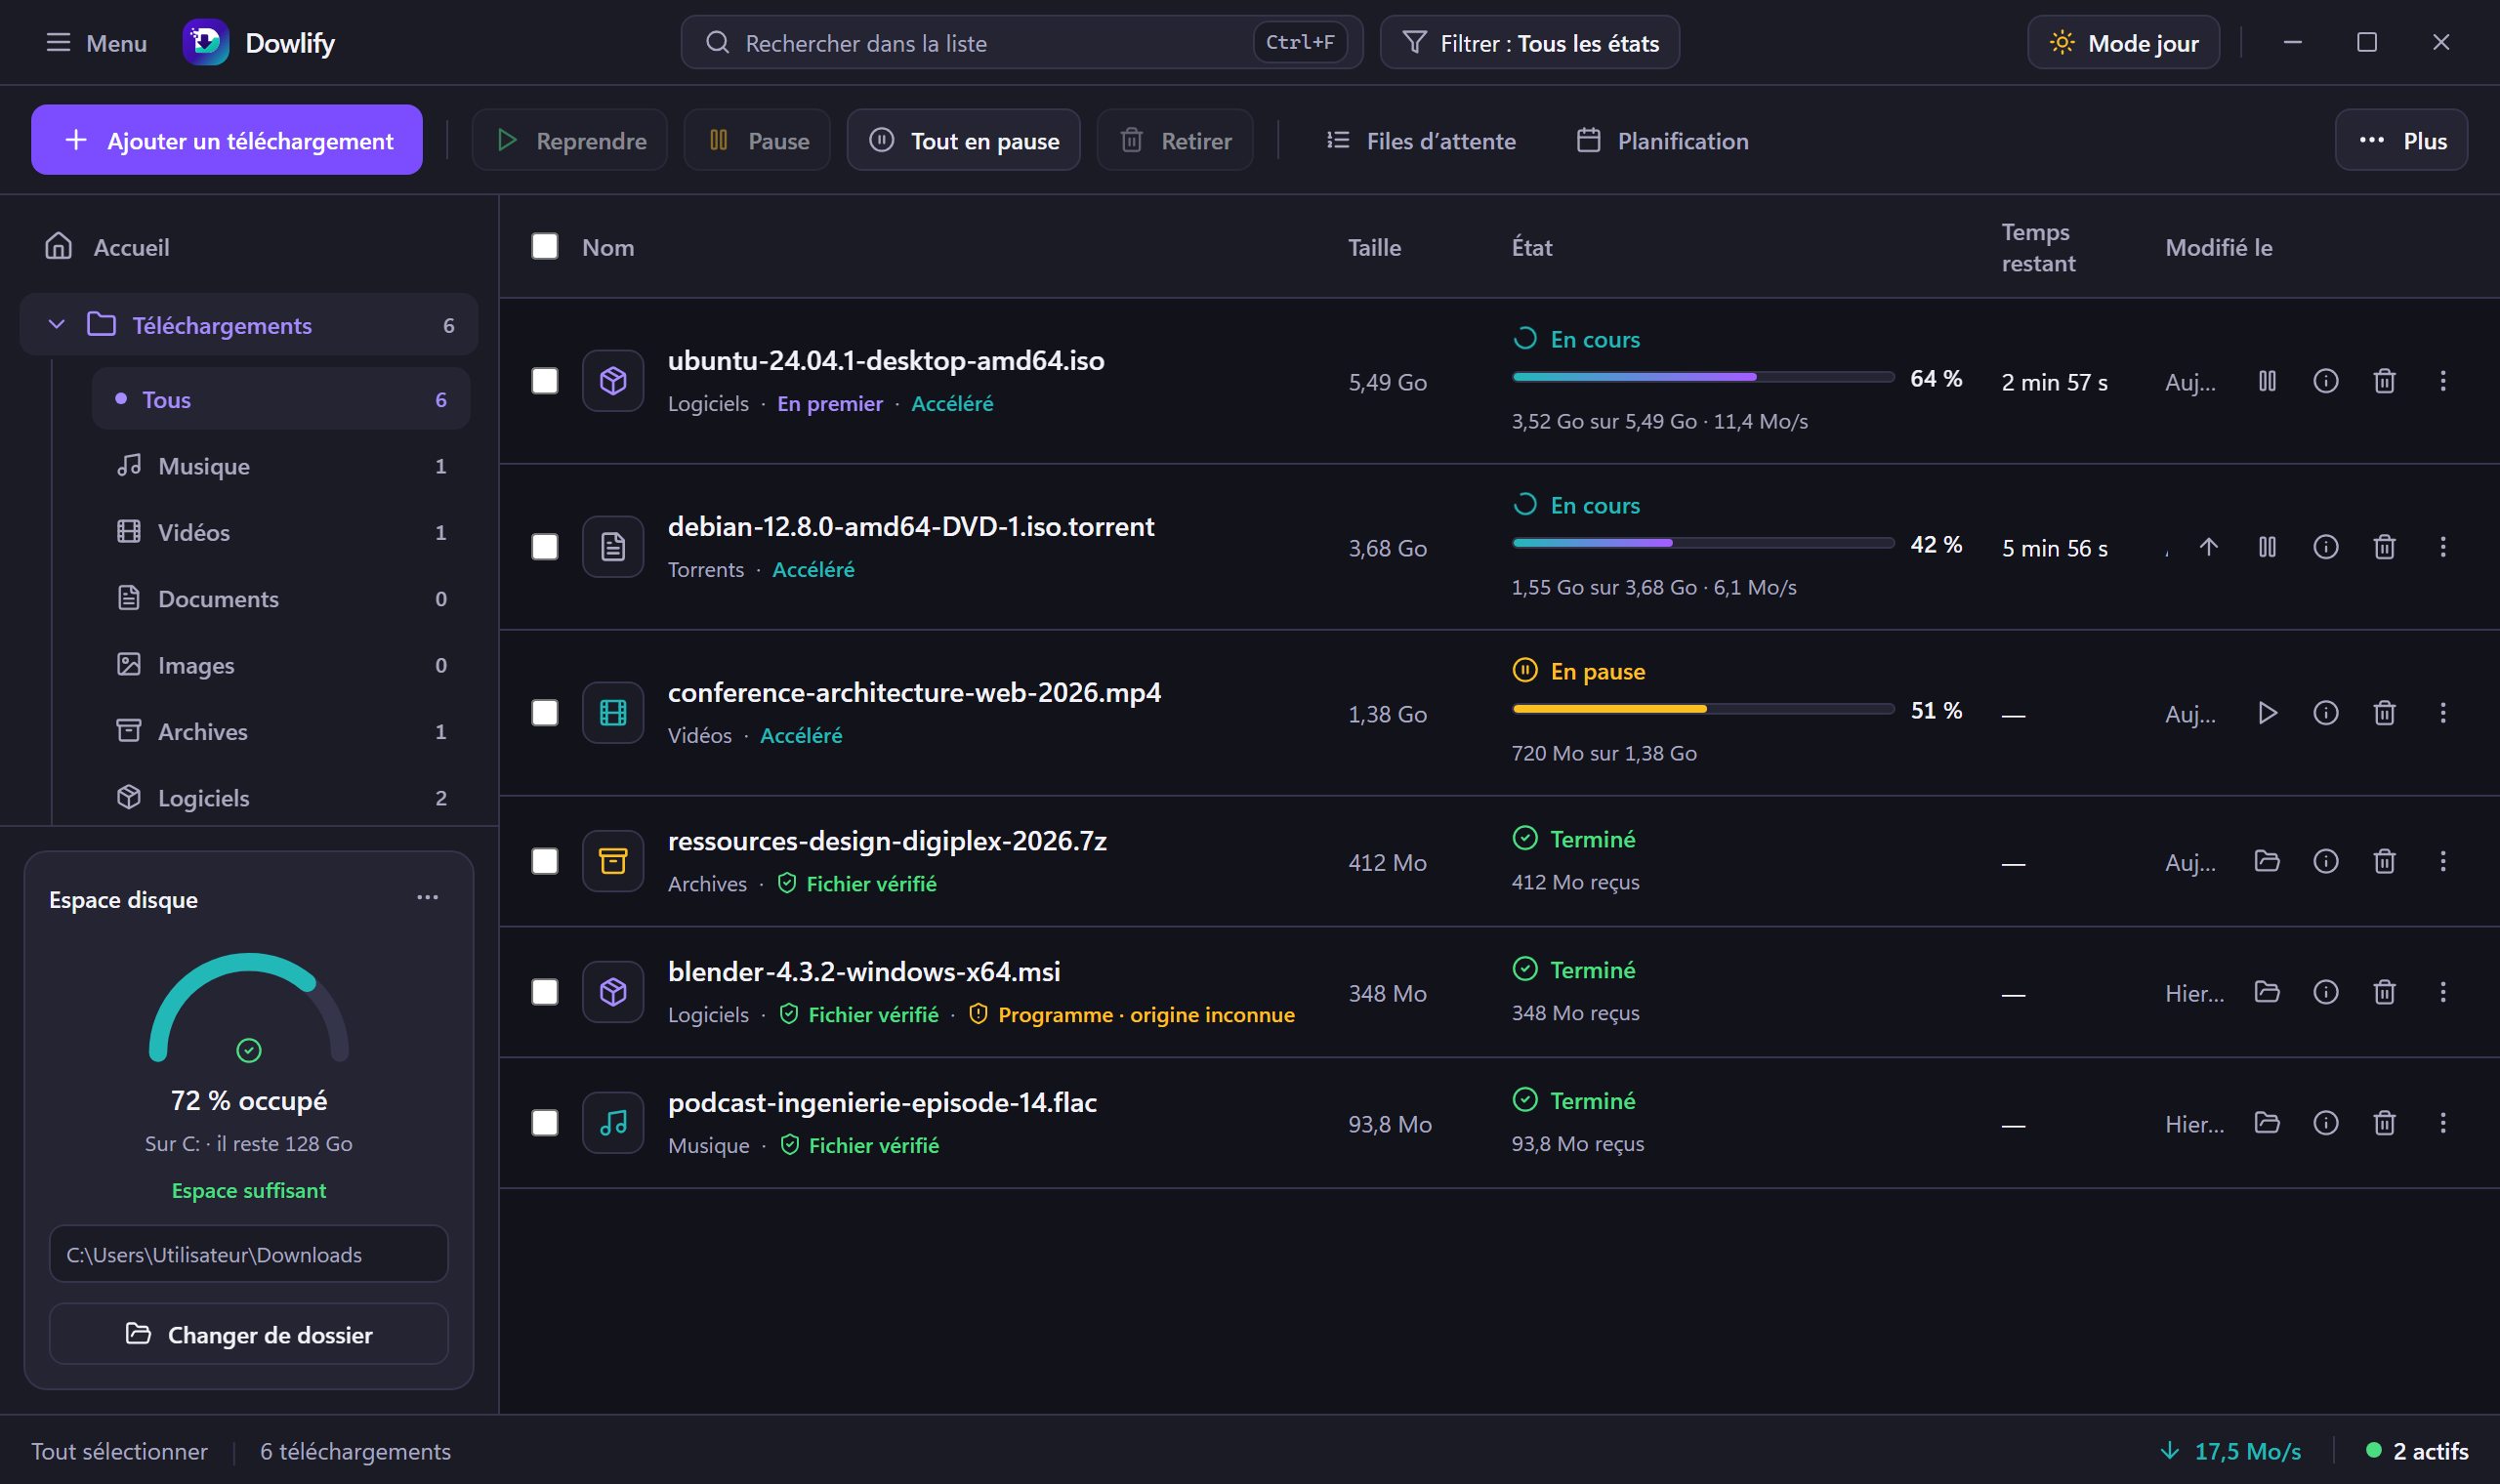 Menu
Dowlify
Rechercher dans la liste
Ctrl+F
Filtrer : Tous les états
Mode jour
Ajouter un téléchargement
Reprendre
Pause
Tout en pause
Retirer
Files d’attente
Planification
Plus
Accueil
Téléchargements 6
Tous 6
Musique 1
Vidéos 1
Documents 0
Images 0
Archives 1
Logiciels 2
Espace disque
72 % occupé
Sur C: · il reste 128 Go
Espace suffisant
C:\Users\Utilisateur\Downloads
Changer de dossier
Nom
Taille
État
Temps
restant
Modifié le
ubuntu-24.04.1-desktop-amd64.iso
Logiciels · En premier · Accéléré
5,49 Go
En cours
64 %
3,52 Go sur 5,49 Go · 11,4 Mo/s
2 min 57 s
Auj...
debian-12.8.0-amd64-DVD-1.iso.torrent
Torrents · Accéléré
3,68 Go
En cours
42 %
1,55 Go sur 3,68 Go · 6,1 Mo/s
5 min 56 s
conference-architecture-web-2026.mp4
Vidéos · Accéléré
1,38 Go
En pause
51 %
720 Mo sur 1,38 Go
—
Auj...
ressources-design-digiplex-2026.7z
Archives · Fichier vérifié
412 Mo
Terminé
412 Mo reçus
—
Auj...
blender-4.3.2-windows-x64.msi
Logiciels · Fichier vérifié · Programme · origine inconnue
348 Mo
Terminé
348 Mo reçus
—
Hier...
podcast-ingenierie-episode-14.flac
Musique · Fichier vérifié
93,8 Mo
Terminé
93,8 Mo reçus
—
Hier...
Tout sélectionner
6 téléchargements
17,5 Mo/s
2 actifs